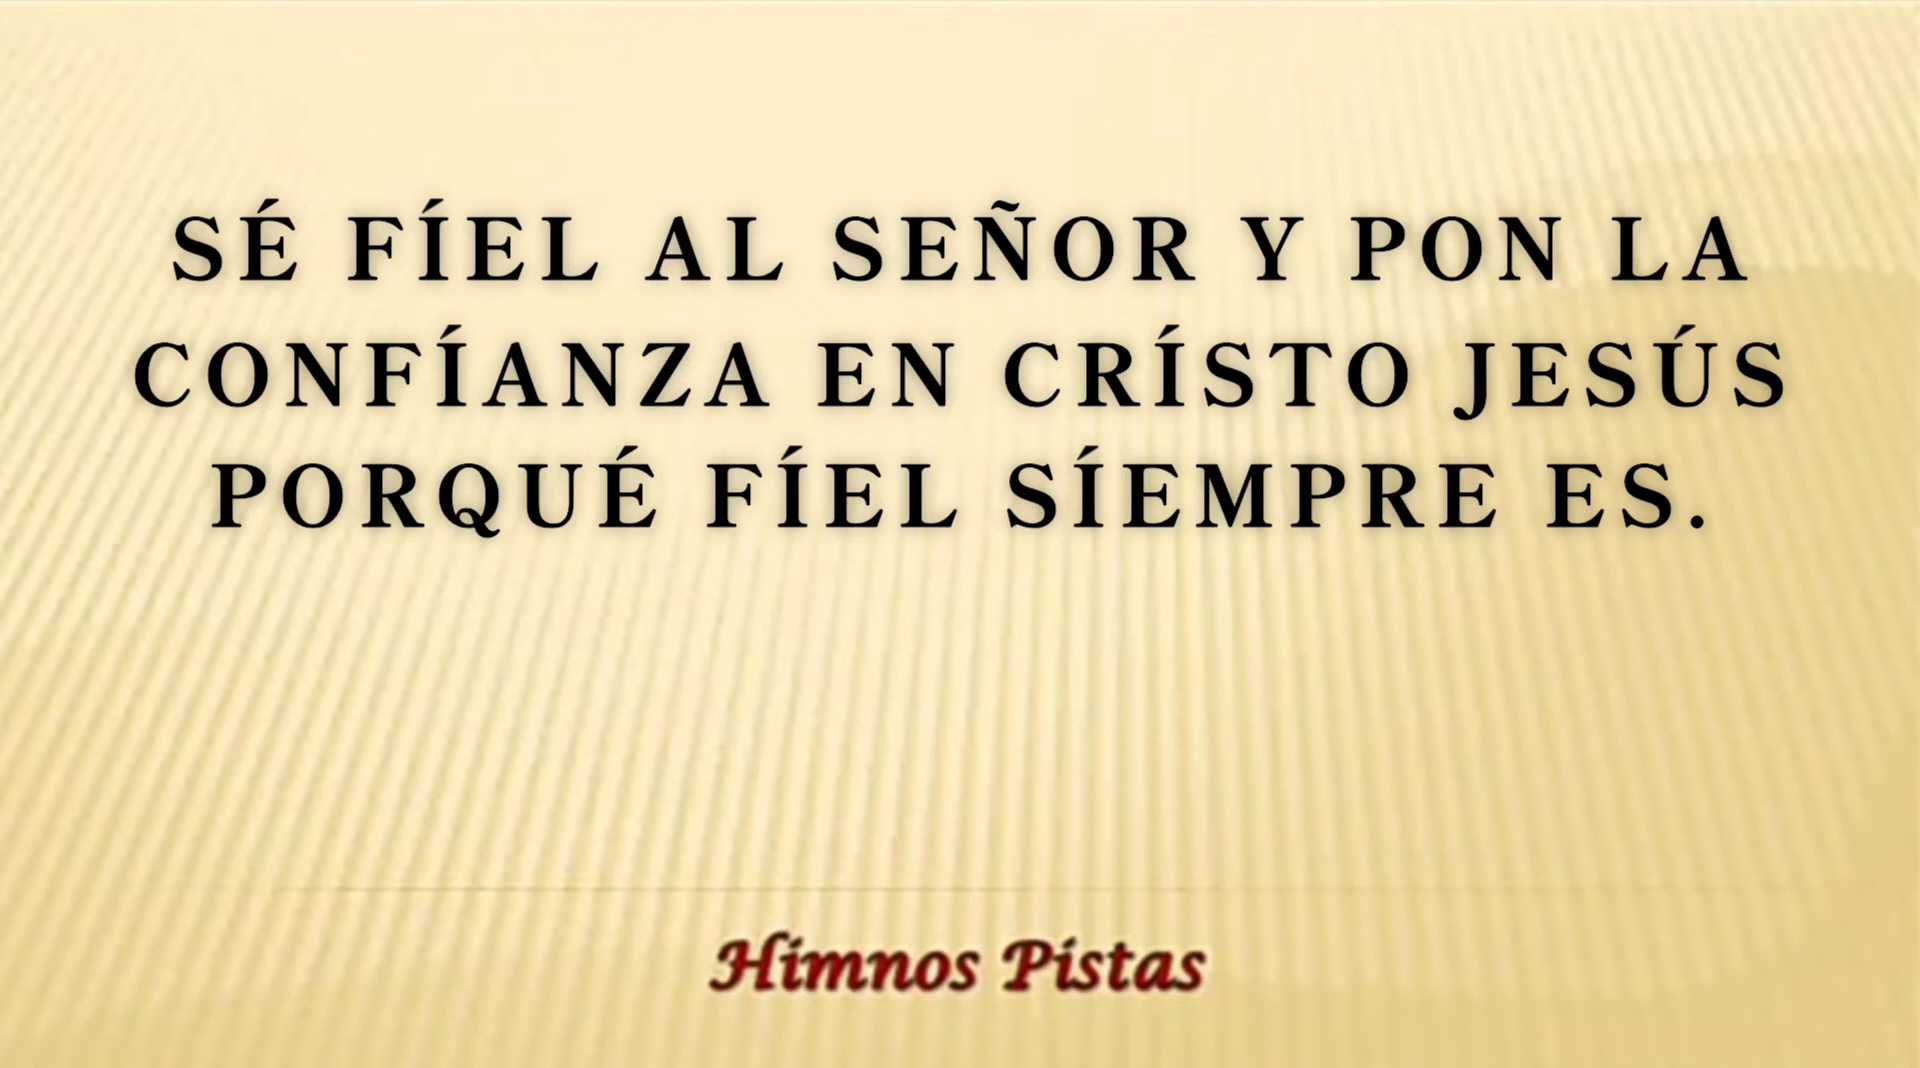 SÉ FÍEL AL SEÑOR Y PON LA
CONFÍANZA EN CRÍSTO JESÚS
PORQUÉ FÍEL SÍEMPRE ES.
Himnos Pistas